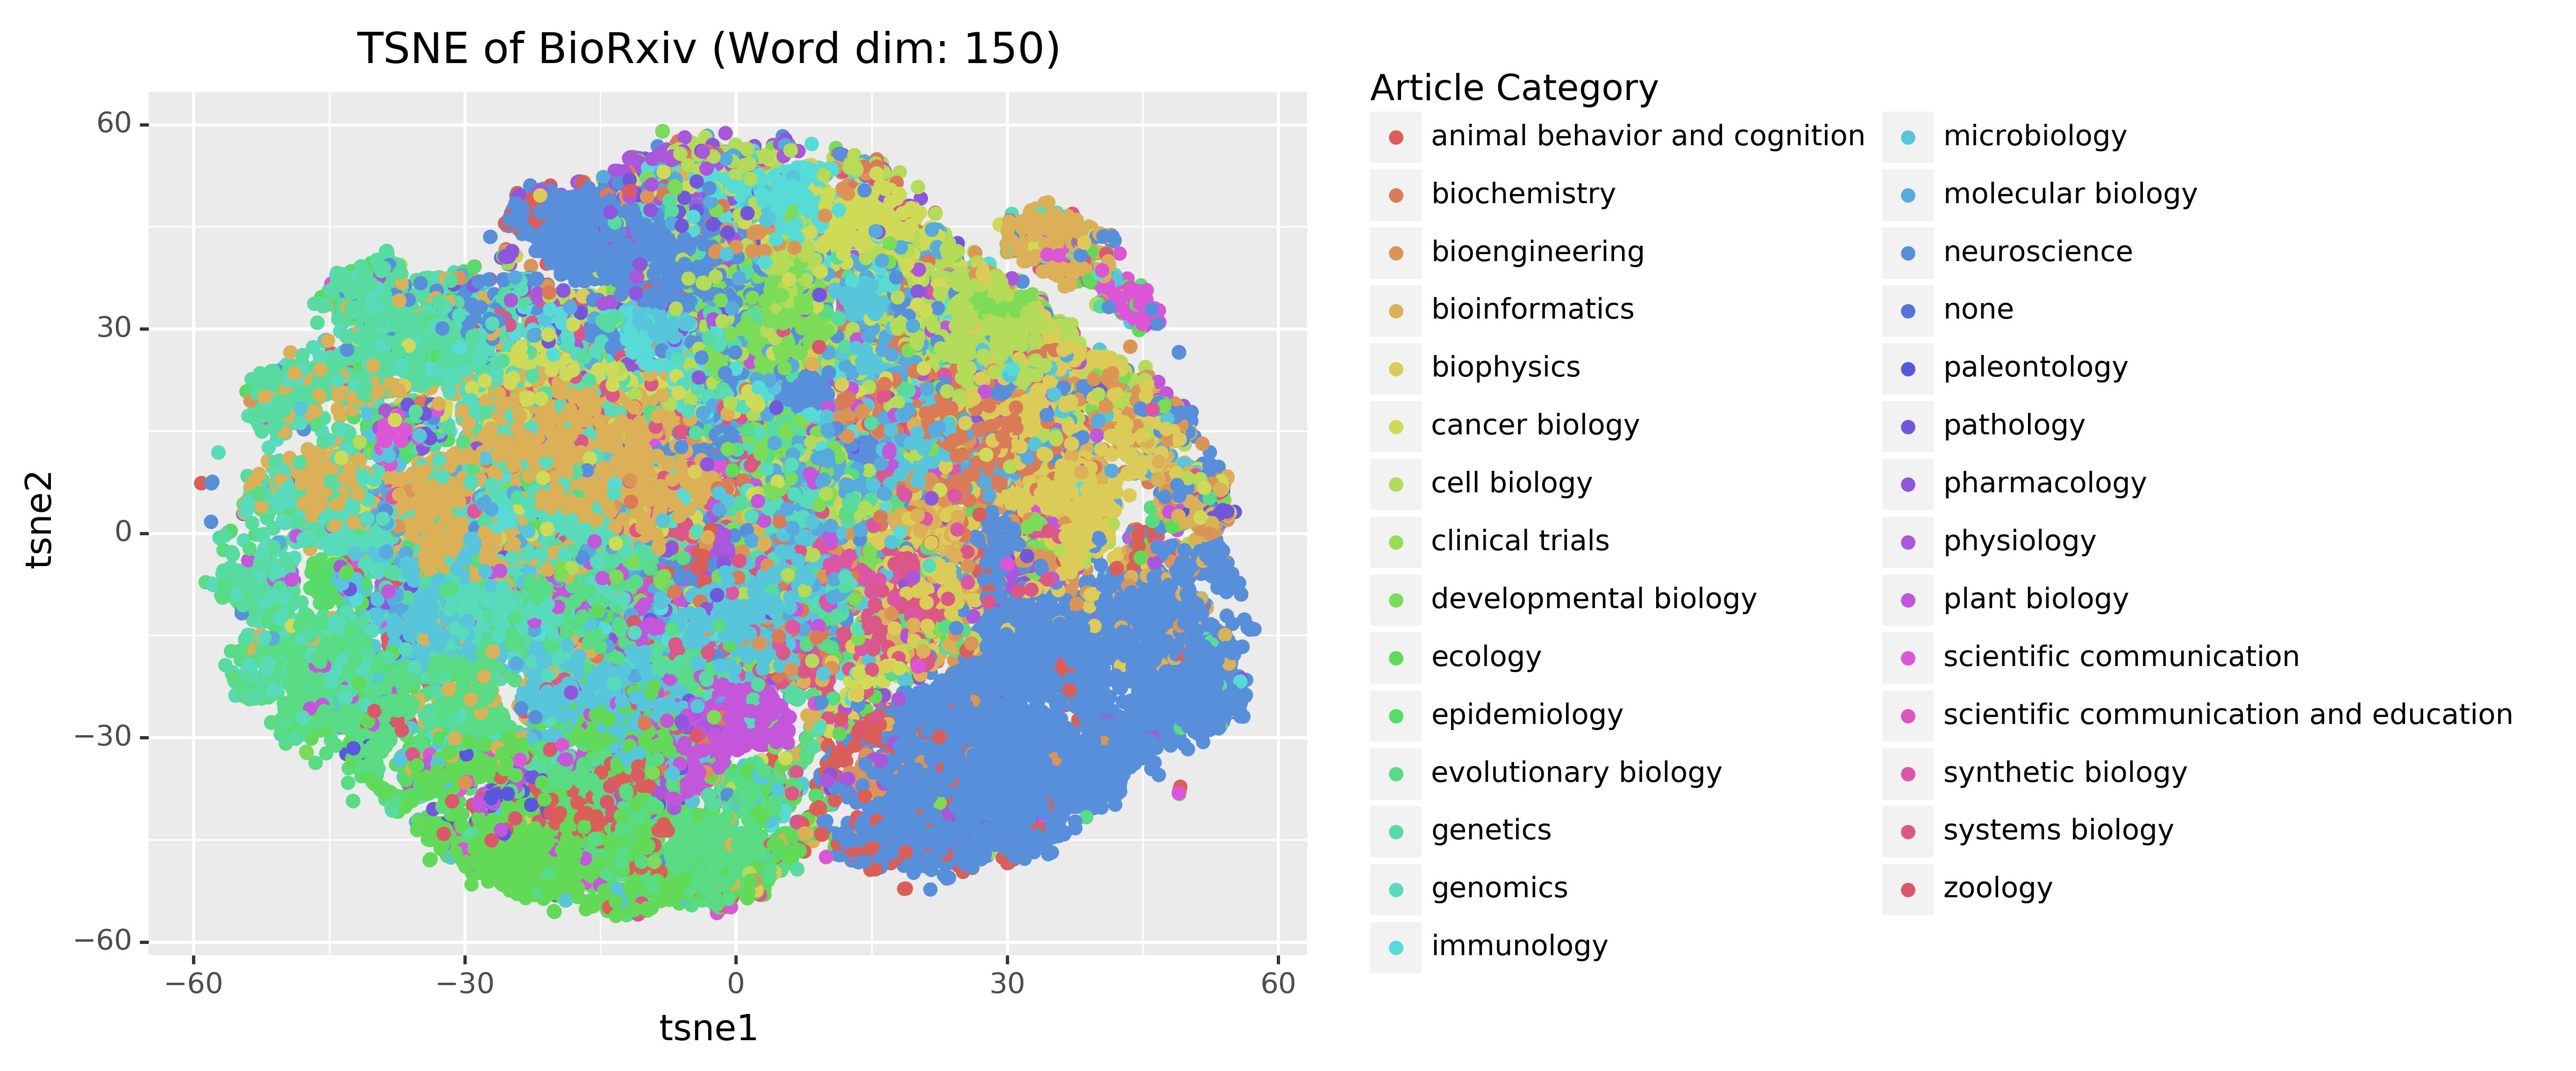 TSNE of BioRxiv (Word dim: 150)
tsne2
60
30
0
−30
−60
−60
−30
0
30
60
tsne1
Article Category
animal behavior and cognition
biochemistry
bioengineering
bioinformatics
biophysics
cancer biology
cell biology
clinical trials
developmental biology
ecology
epidemiology
evolutionary biology
genetics
genomics
immunology
microbiology
molecular biology
neuroscience
none
paleontology
pathology
pharmacology
physiology
plant biology
scientific communication
scientific communication and education
synthetic biology
systems biology
zoology